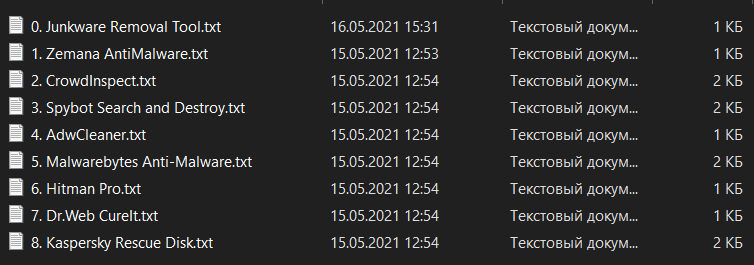 0. Junkware Removal Tool.txt 16.05.2021 15:31 Текстовый докум... 1 КБ
1. Zemana AntiMalware.txt 15.05.2021 12:53 Текстовый докум... 1 КБ
2. CrowdInspect.txt 15.05.2021 12:54 Текстовый докум... 2 КБ
3. Spybot Search and Destroy.txt 15.05.2021 12:54 Текстовый докум... 2 КБ
4. AdwCleaner.txt 15.05.2021 12:54 Текстовый докум... 1 КБ
5. Malwarebytes Anti-Malware.txt 15.05.2021 12:54 Текстовый докум... 2 КБ
6. Hitman Pro.txt 15.05.2021 12:54 Текстовый докум... 1 КБ
7. Dr.Web CureIt.txt 15.05.2021 12:54 Текстовый докум... 1 КБ
8. Kaspersky Rescue Disk.txt 15.05.2021 12:54 Текстовый докум... 2 КБ